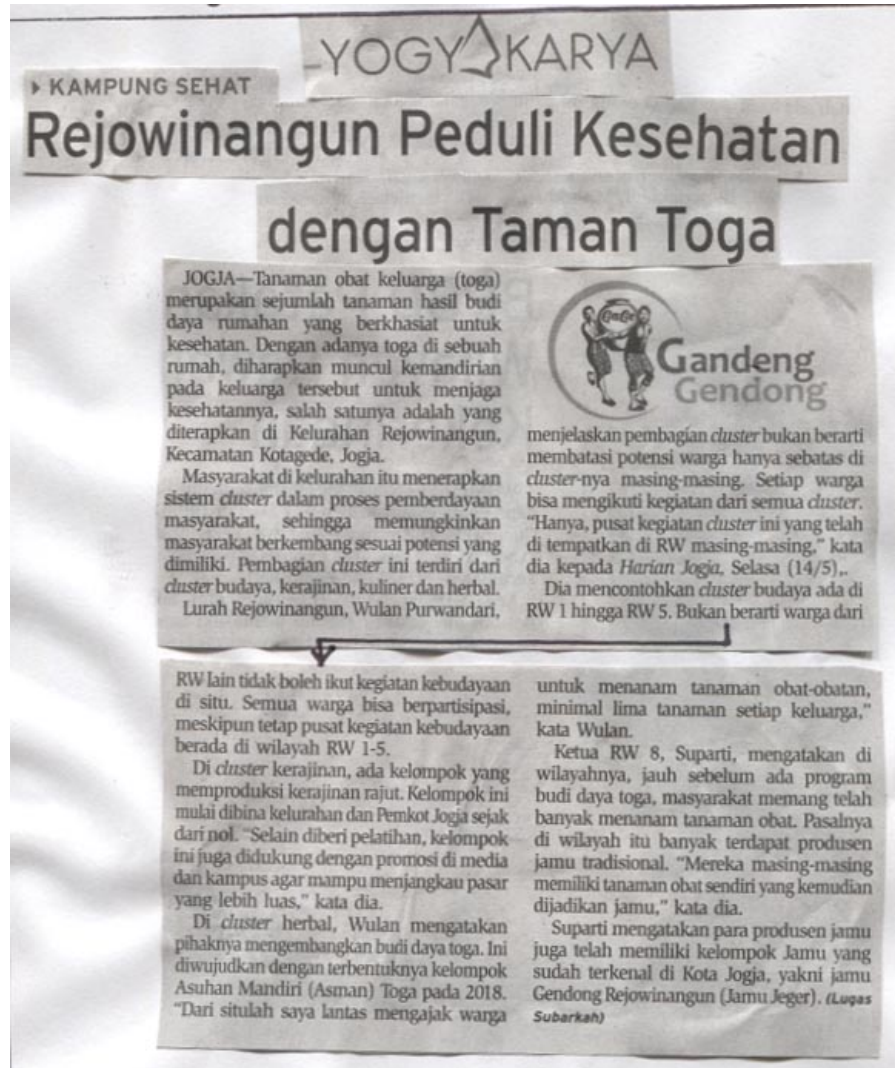 YOGYAKARYA
KAMPUNG SEHAT
Rejowinangun Peduli Kesehatan
dengan Taman Toga
JOGJA—Tanaman obat keluarga (toga)
merupakan sejumlah tanaman hasil budi
daya rumahan yang berkhasiat untuk
kesehatan. Dengan adanya toga di sebuah
rumah, diharapkan muncul kemandirian
pada keluarga tersebut untuk menjaga
kesehatannya, salah satunya adalah yang
diterapkan di Kelurahan Rejowinangun,
Kecamatan Kotagede, Jogja.
Masyarakat di kelurahan itu menerapkan
sistem cluster dalam proses pemberdayaan
masyarakat, sehingga memungkinkan
masyarakat berkembang sesuai potensi yang
dimiliki. Pembagian cluster ini terdiri dari
cluster budaya, kerajinan, kuliner dan herbal.
Lurah Rejowinangun, Wulan Purwandari,
Gandeng
Gendong
menjelaskan pembagian cluster bukan berarti
membatasi potensi warga hanya sebatas di
cluster-nya masing-masing. Setiap warga
bisa mengikuti kegiatan dari semua cluster.
“Hanya, pusat kegiatan cluster ini yang telah
di tempatkan di RW masing-masing,” kata
dia kepada Harian Jogja, Selasa (14/5),.
Dia mencontohkan cluster budaya ada di
RW 1 hingga RW 5. Bukan berarti warga dari
RW lain tidak boleh ikut kegiatan kebudayaan
di situ. Semua warga bisa berpartisipasi,
meskipun tetap pusat kegiatan kebudayaan
berada di wilayah RW 1-5.
Di cluster kerajinan, ada kelompok yang
memproduksi kerajinan rajut. Kelompok ini
mulai dibina kelurahan dan Pemkot Jogja sejak
dari nol. “Selain diberi pelatihan, kelompok
ini juga didukung dengan promosi di media
dan kampus agar mampu menjangkau pasar
yang lebih luas,” kata dia.
Di cluster herbal, Wulan mengatakan
pihaknya mengembangkan budi daya toga. Ini
diwujudkan dengan terbentuknya kelompok
Asuhan Mandiri (Asman) Toga pada 2018.
“Dari situlah saya lantas mengajak warga
untuk menanam tanaman obat-obatan,
minimal lima tanaman setiap keluarga,”
kata Wulan.
Ketua RW 8, Suparti, mengatakan di
wilayahnya, jauh sebelum ada program
budi daya toga, masyarakat memang telah
banyak menanam tanaman obat. Pasalnya
di wilayah itu banyak terdapat produsen
jamu tradisional. “Mereka masing-masing
memiliki tanaman obat sendiri yang kemudian
dijadikan jamu,” kata dia.
Suparti mengatakan para produsen jamu
juga telah memiliki kelompok Jamu yang
sudah terkenal di Kota Jogja, yakni jamu
Gendong Rejowinangun (Jamu Jeger). (Lugas
Subarkah)